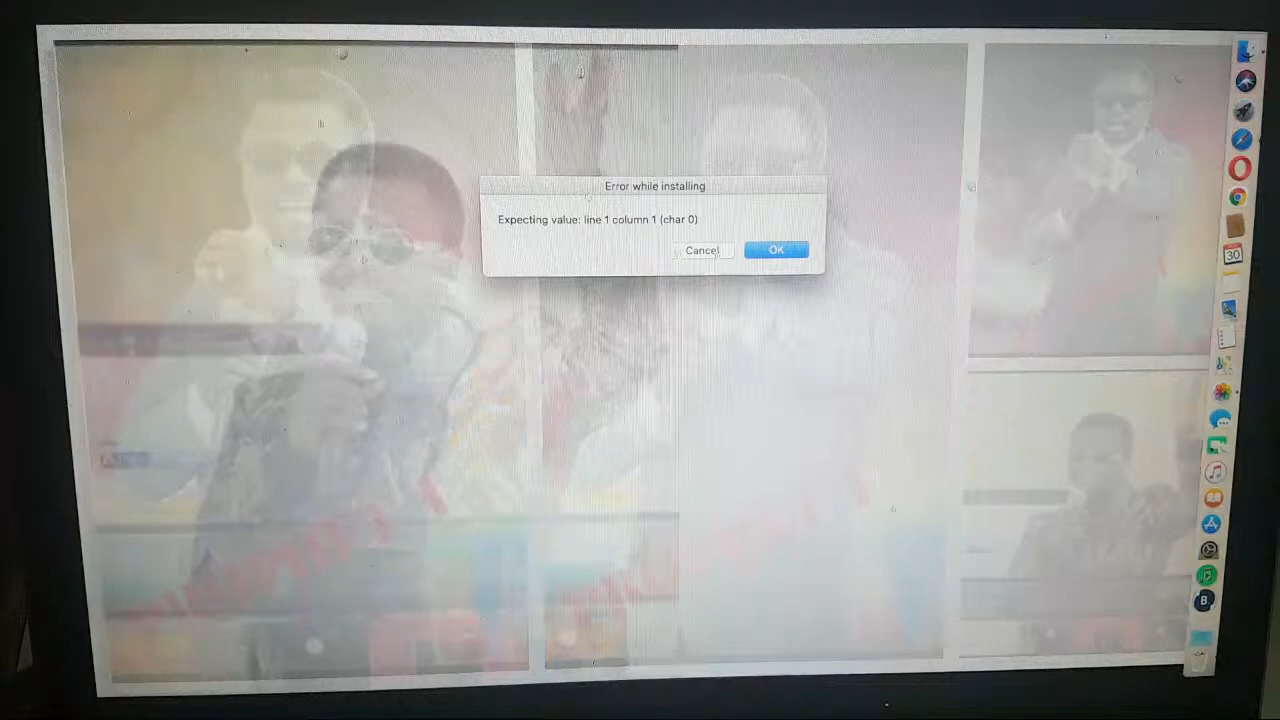 Error while installing
Expecting value: line 1 column 1 (char 0)
Cancel
OK
30
B